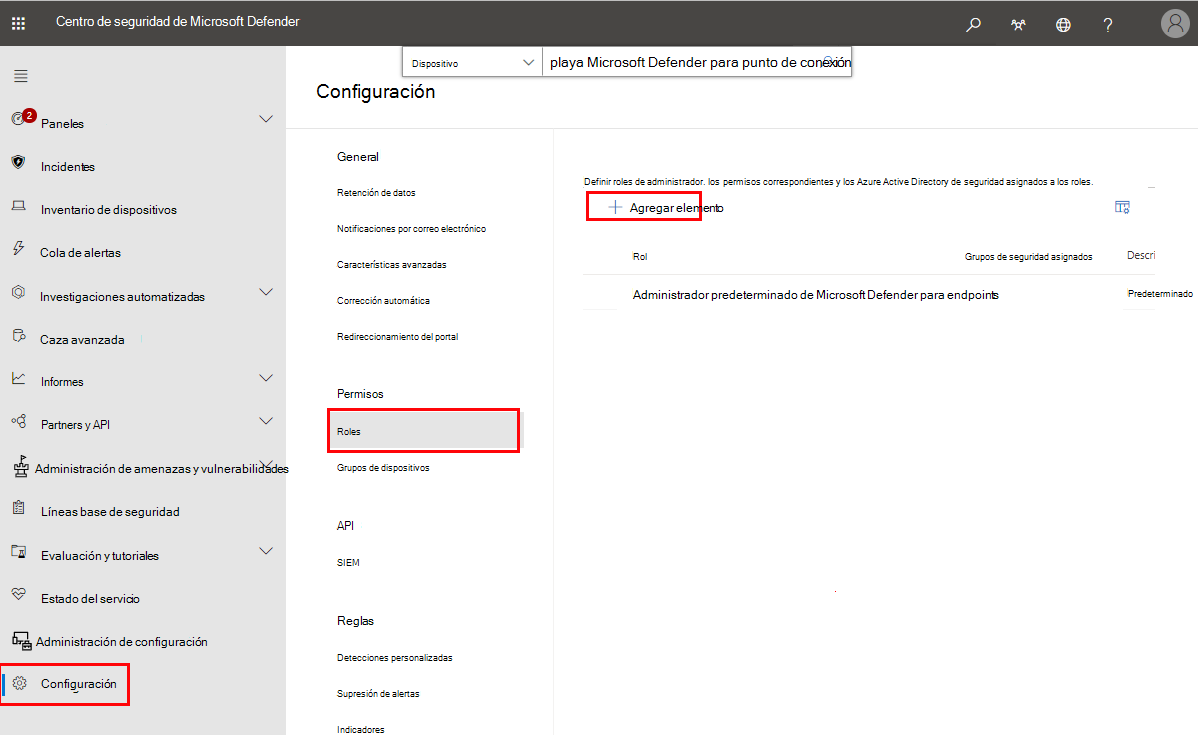 Centro de seguridad de Microsoft Defender
?
Dispositivo
playa Microsoft Defender para punto de conexión
Configuración
2
Paneles
Incidentes
Inventario de dispositivos
Cola de alertas
Investigaciones automatizadas
Caza avanzada
Informes
Partners y API
Administración de amenazas y vulnerabilidades
Líneas base de seguridad
Evaluación y tutoriales
Estado del servicio
Administración de configuración
Configuración
General
Retención de datos
Notificaciones por correo electrónico
Características avanzadas
Corrección automática
Redireccionamiento del portal
Permisos
Roles
Grupos de dispositivos
API
SIEM
Reglas
Detecciones personalizadas
Supresión de alertas
Indicadores
Definir roles de administrador. los permisos correspondientes y los Azure Active Directory de seguridad asignados a los roles.
Agregar elemento
Rol
Grupos de seguridad asignados
Descri
Administrador predeterminado de Microsoft Defender para endpoints
Predeterminado